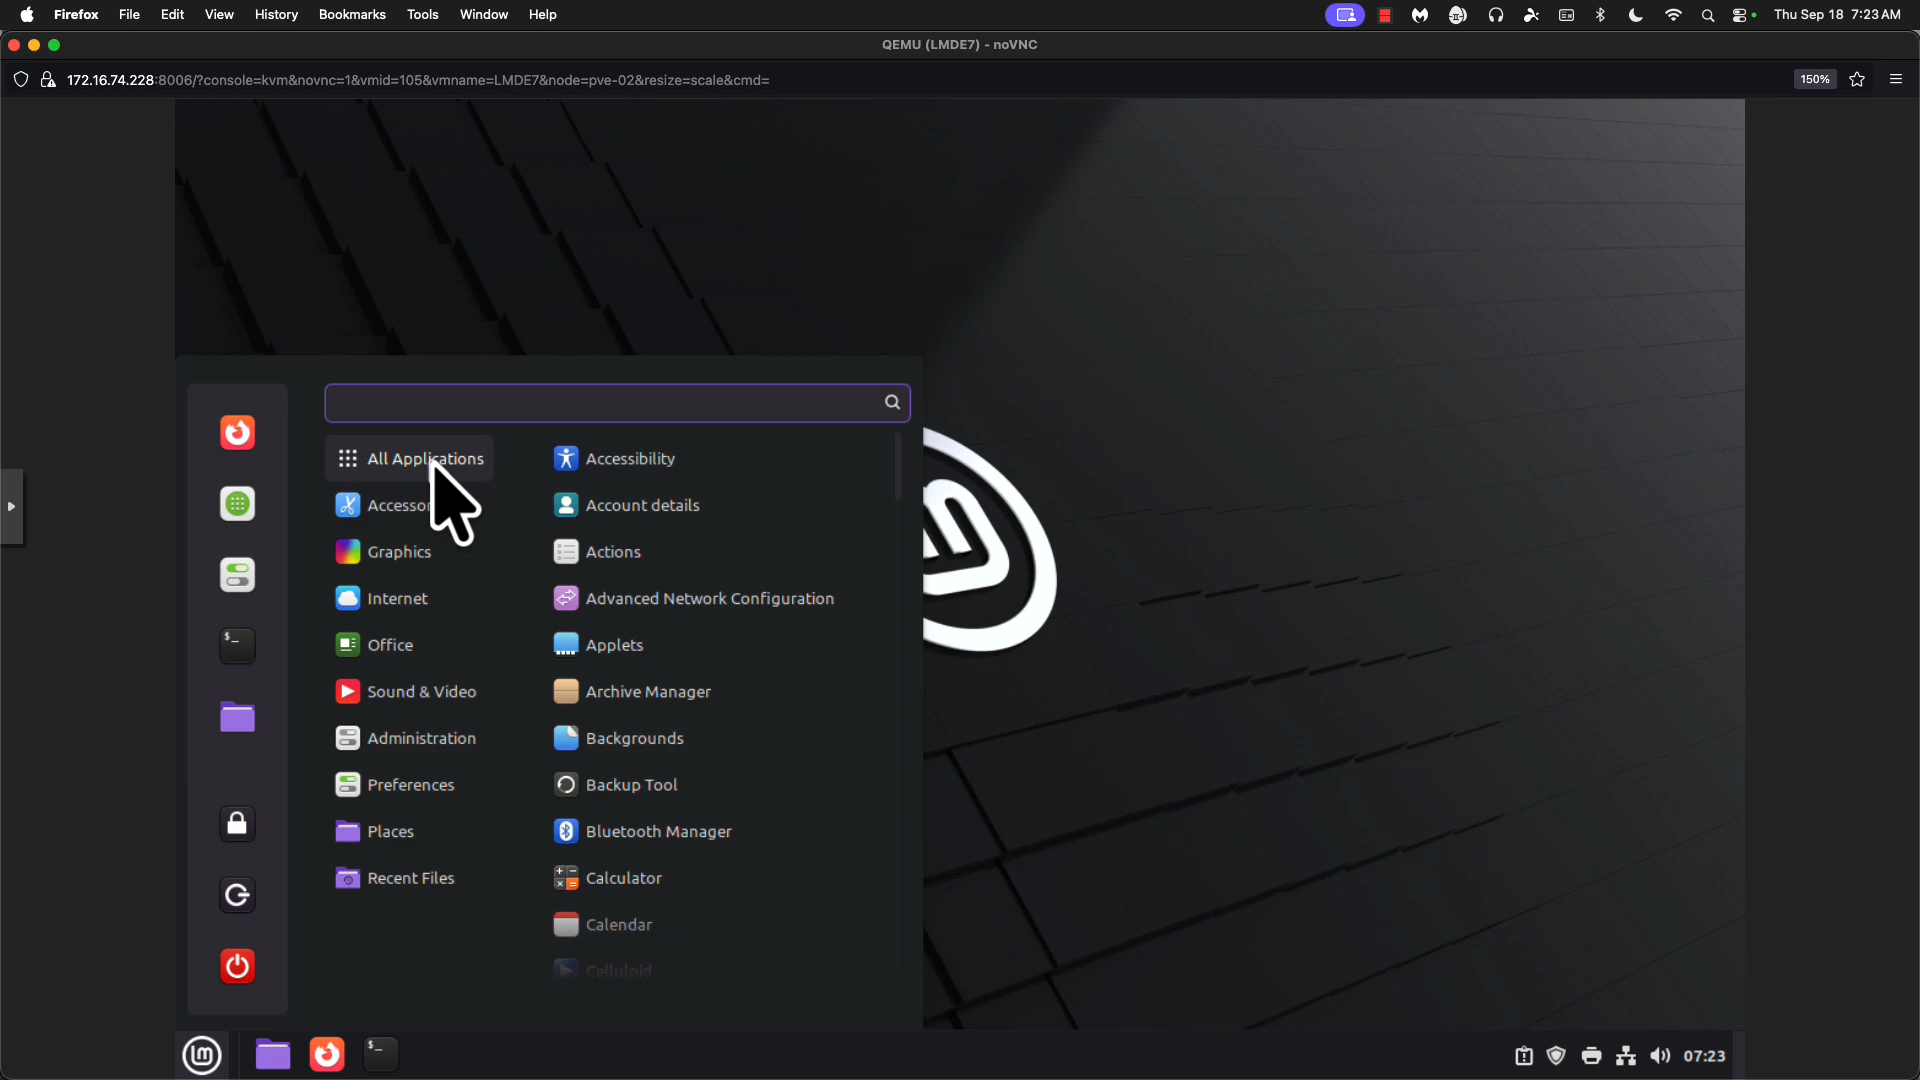 Firefox File Edit View History Bookmarks Tools Window Help Thu Sep 18 7:23 AM
QEMU (LMDE7) - noVNC
172.16.74.228:8006/?console=kvm&novnc=1&vmid=105&vmname=LMDE7&node=pve-02&resize=scale&cmd= 150%
All Applications
Accessor
Graphics
Internet
Office
Sound & Video
Administration
Preferences
Places
Recent Files
Accessibility
Account details
Actions
Advanced Network Configuration
Applets
Archive Manager
Backgrounds
Backup Tool
Bluetooth Manager
Calculator
Calendar
Celluloid
$_
$_
07:23